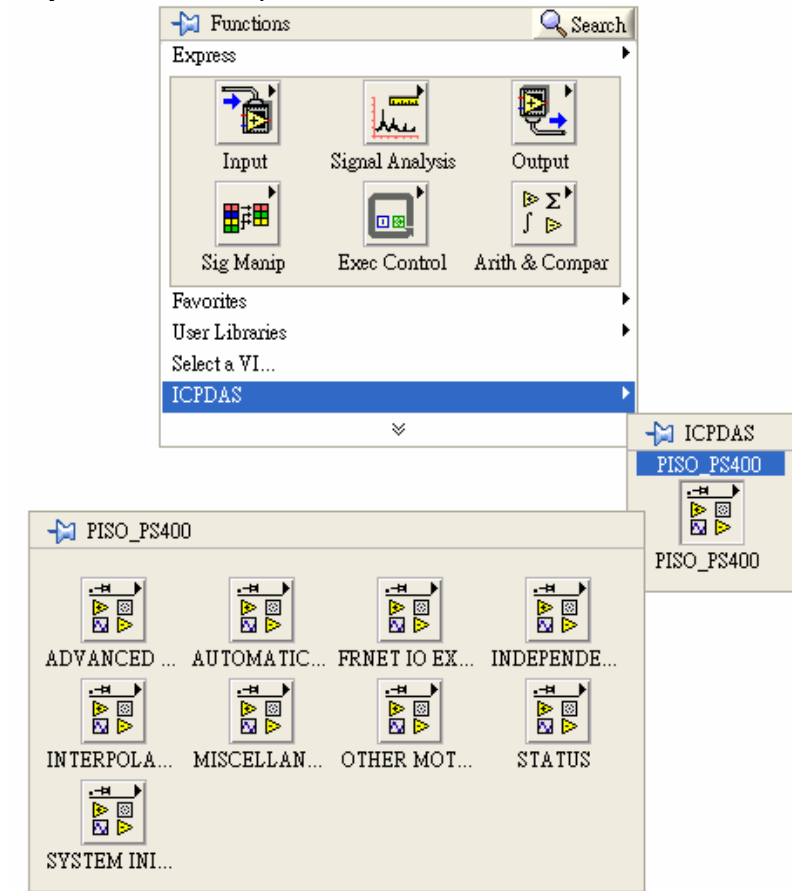 Functions Search
Express
Input Signal Analysis Output
Sig Manip Exec Control Arith & Compar
Favorites
User Libraries
Select a VI...
ICPDAS
ICPDAS
PISO_PS400
PISO_PS400
PISO_PS400
ADVANCED ... AUTOMATIC... FRNET IO EX... INDEPENDE...
INTERPOLA... MISCELLAN... OTHER MOT... STATUS
SYSTEM INI...